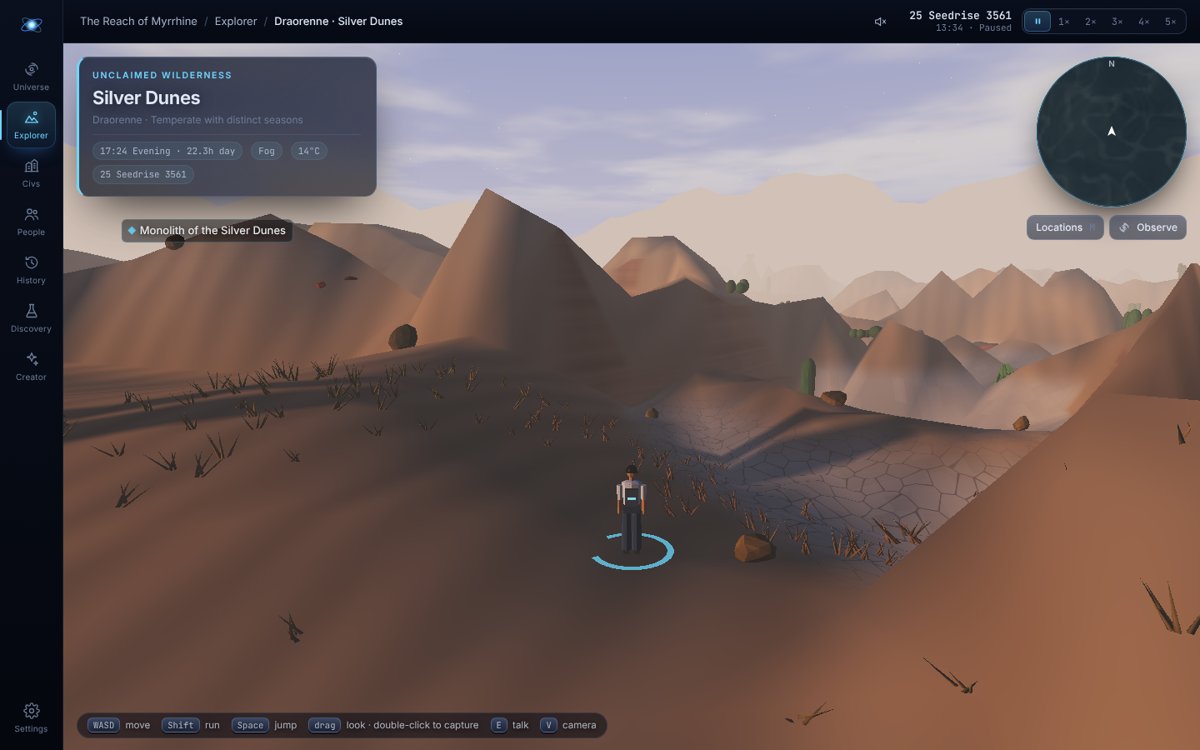 The Reach of Myrrhine / Explorer / Draorenne · Silver Dunes
25 Seedrise 3561
13:34 · Paused
1× 2× 3× 4× 5×
Universe
Explorer
Civs
People
History
Discovery
Creator
Settings
UNCLAIMED WILDERNESS
Silver Dunes
Draorenne · Temperate with distinct seasons
17:24 Evening · 22.3h day Fog 14°C
25 Seedrise 3561
Monolith of the Silver Dunes
N
Locations M Observe
WASD move Shift run Space jump drag look · double-click to capture E talk V camera